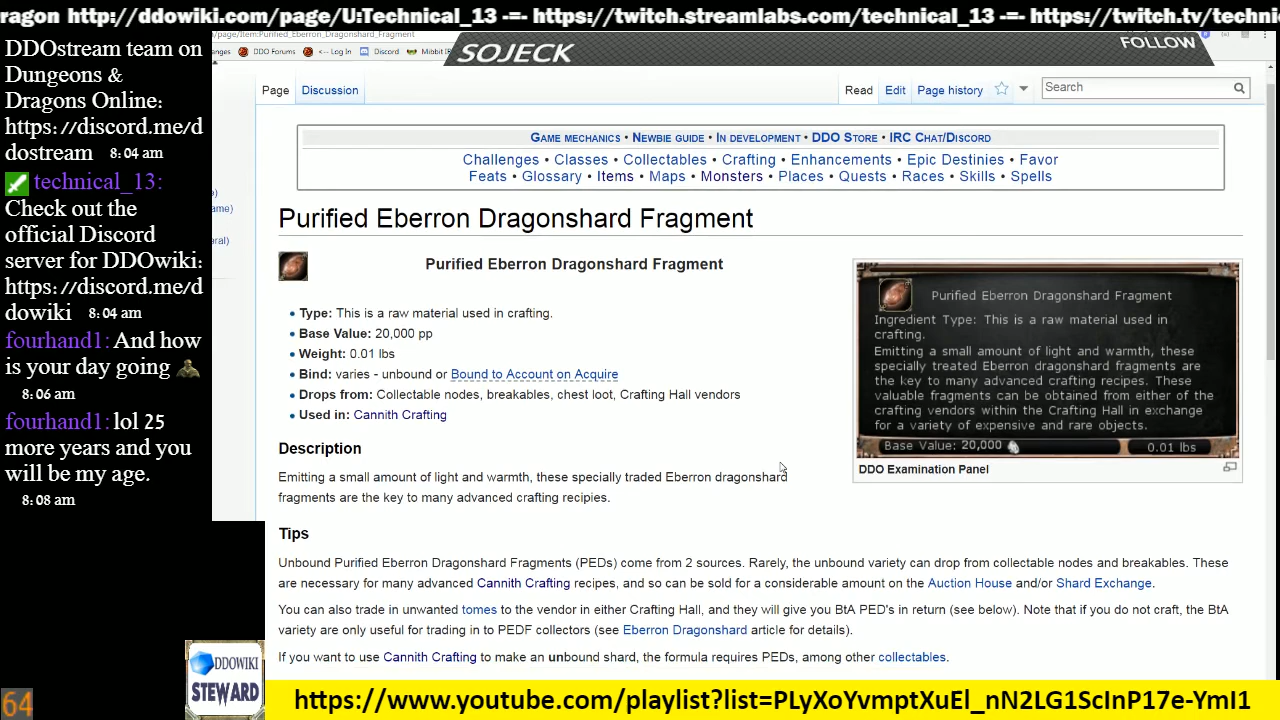 ragon http://ddowiki.com/page/U:Technical_13 -=- https://twitch.streamlabs.com/technical_13 -=- https://twitch.tv/techni
/page/Item:Purified_Eberron_Dragonshard_Fragment
anges DDO Forums <-- Log In Discord Mibbit
SOJECK
FOLLOW
DDOstream team on
Dungeons &
Dragons Online:
https://discord.me/d
dostream 8:04 am
technical_13:
Check out the
official Discord
server for DDOwiki:
https://discord.me/d
dowiki 8:04 am
fourhand1: And how
is your day going
8:06 am
fourhand1: lol 25
more years and you
will be my age.
8:08 am
)
ame)
ral)
Page Discussion Read Edit Page history Search
Game mechanics • Newbie guide • In development • DDO Store • IRC Chat/Discord
Challenges • Classes • Collectables • Crafting • Enhancements • Epic Destinies • Favor
Feats • Glossary • Items • Maps • Monsters • Places • Quests • Races • Skills • Spells
Purified Eberron Dragonshard Fragment
Purified Eberron Dragonshard Fragment
• Type: This is a raw material used in crafting.
• Base Value: 20,000 pp
• Weight: 0.01 lbs
• Bind: varies - unbound or Bound to Account on Acquire
• Drops from: Collectable nodes, breakables, chest loot, Crafting Hall vendors
• Used in: Cannith Crafting
Purified Eberron Dragonshard Fragment
Ingredient Type: This is a raw material used in
crafting.
Emitting a small amount of light and warmth, these
specially treated Eberron dragonshard fragments are
the key to many advanced crafting recipes. These
valuable fragments can be obtained from either of the
crafting vendors within the Crafting Hall in exchange
for a variety of expensive and rare objects.
Base Value: 20,000 0.01 lbs
DDO Examination Panel
Description
Emitting a small amount of light and warmth, these specially traded Eberron dragonshard
fragments are the key to many advanced crafting recipies.
Tips
Unbound Purified Eberron Dragonshard Fragments (PEDs) come from 2 sources. Rarely, the unbound variety can drop from collectable nodes and breakables. These
are necessary for many advanced Cannith Crafting recipes, and so can be sold for a considerable amount on the Auction House and/or Shard Exchange.
You can also trade in unwanted tomes to the vendor in either Crafting Hall, and they will give you BtA PED's in return (see below). Note that if you do not craft, the BtA
variety are only useful for trading in to PEDF collectors (see Eberron Dragonshard article for details).
If you want to use Cannith Crafting to make an unbound shard, the formula requires PEDs, among other collectables.
DDOWIKI
STEWARD
64
https://www.youtube.com/playlist?list=PLyXoYvmptXuEl_nN2LG1ScInP17e-YmI1